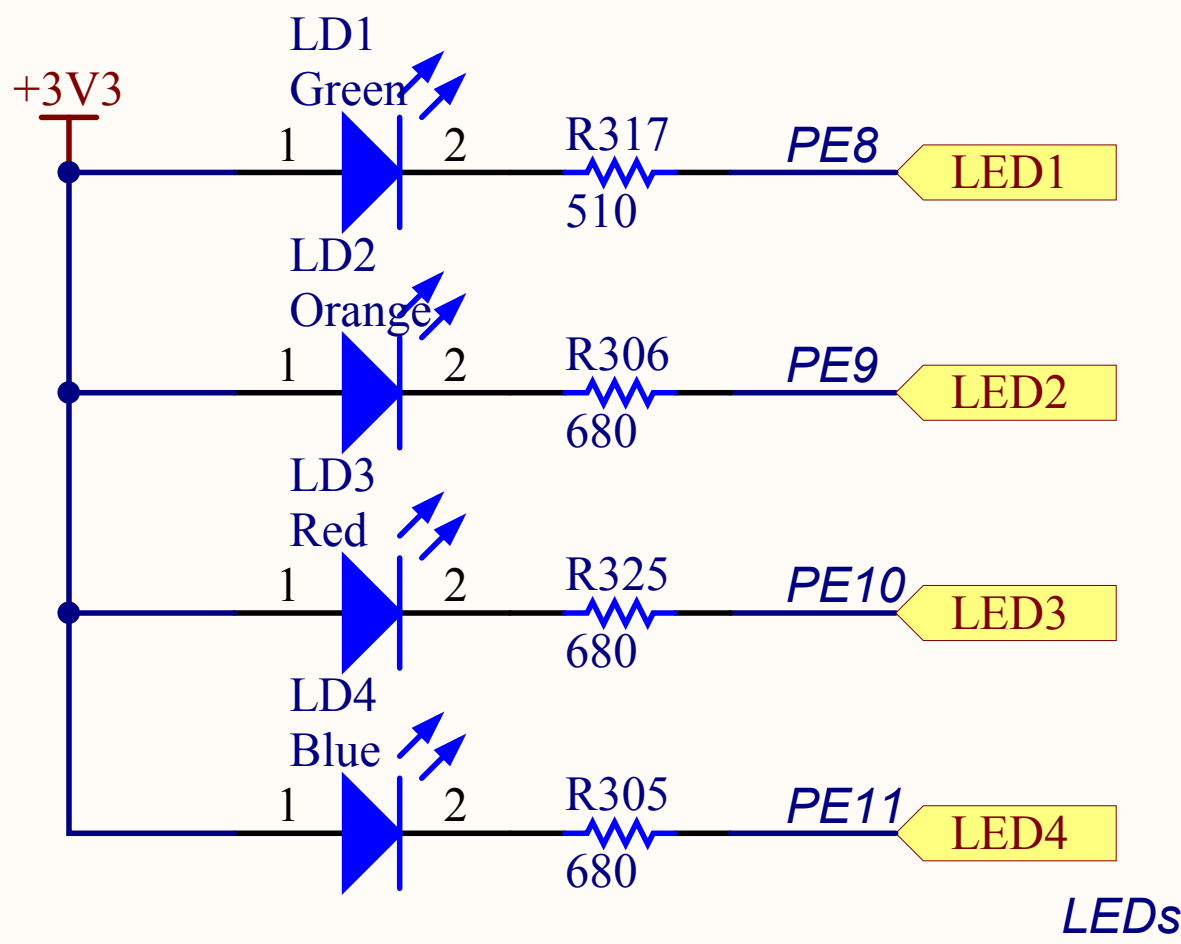 +3V3
LD1
Green
1
2
R317
510
PE8
LED1
LD2
Orange
1
2
R306
680
PE9
LED2
LD3
Red
1
2
R325
680
PE10
LED3
LD4
Blue
1
2
R305
680
PE11
LED4
LEDs